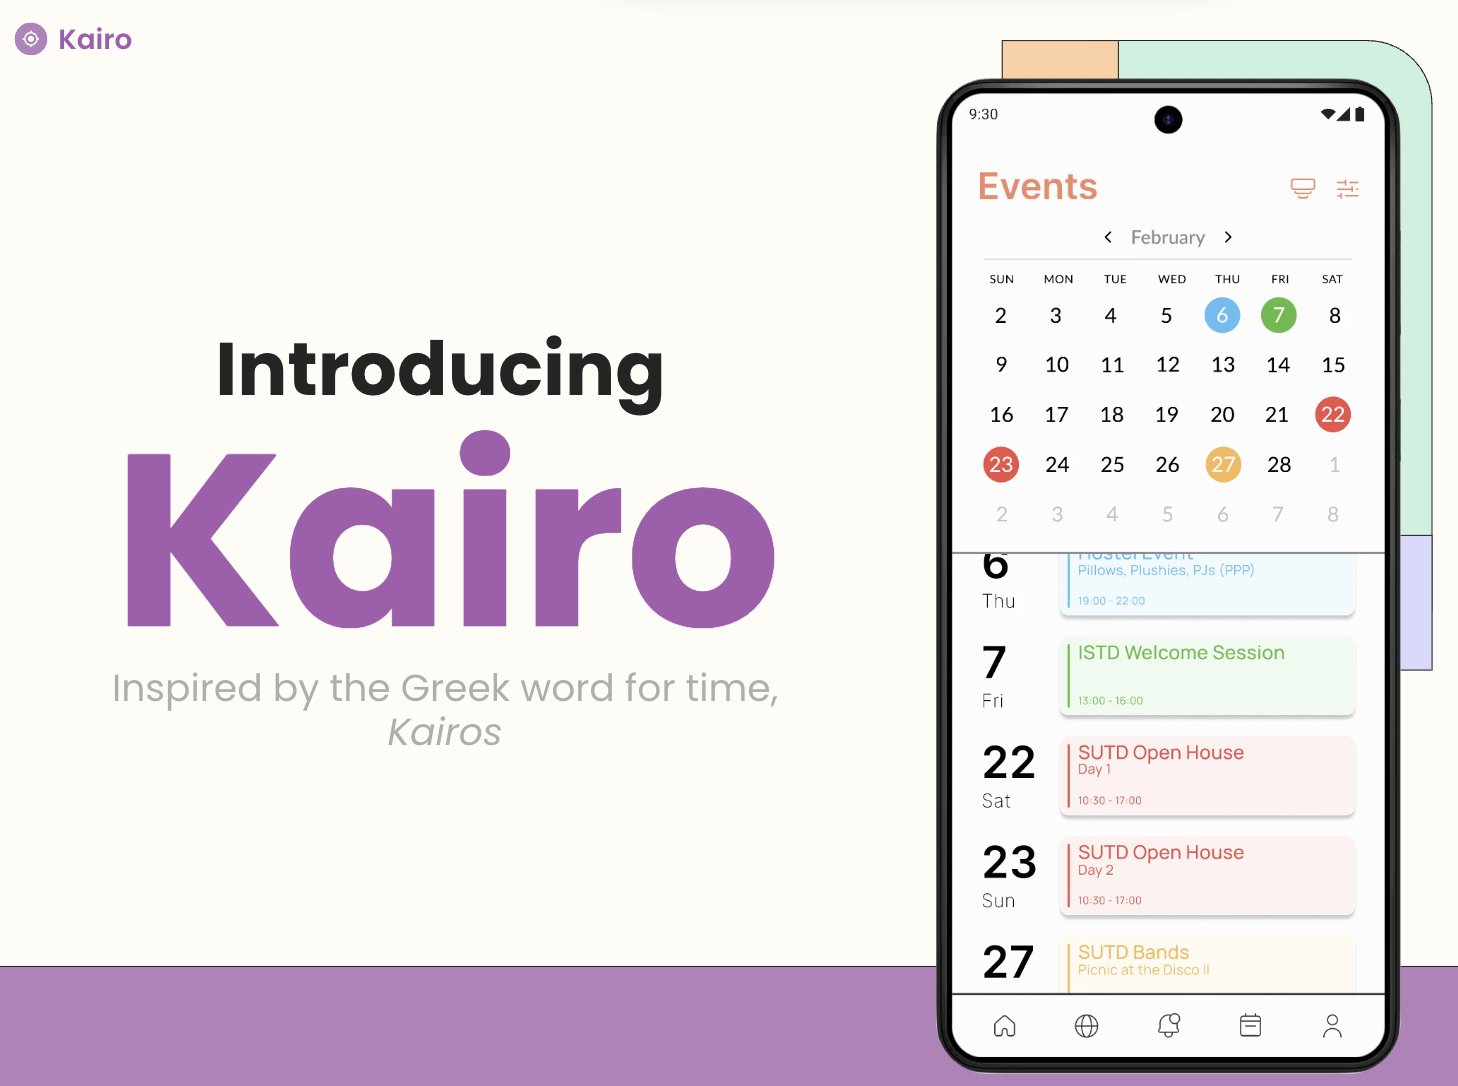 Kairo
Introducing
Kairo
Inspired by the Greek word for time,
Kairos
9:30
Events
< February >
SUN MON TUE WED THU FRI SAT
2 3 4 5 6 7 8
9 10 11 12 13 14 15
16 17 18 19 20 21 22
23 24 25 26 27 28 1
2 3 4 5 6 7 8
6 Hostel Event
Pillows, Plushies, PJs (PPP)
Thu 19:00 - 22:00
7 ISTD Welcome Session
Fri 13:00 - 16:00
22 SUTD Open House
Day 1
Sat 10:30 - 17:00
23 SUTD Open House
Day 2
Sun 10:30 - 17:00
27 SUTD Bands
Picnic at the Disco II